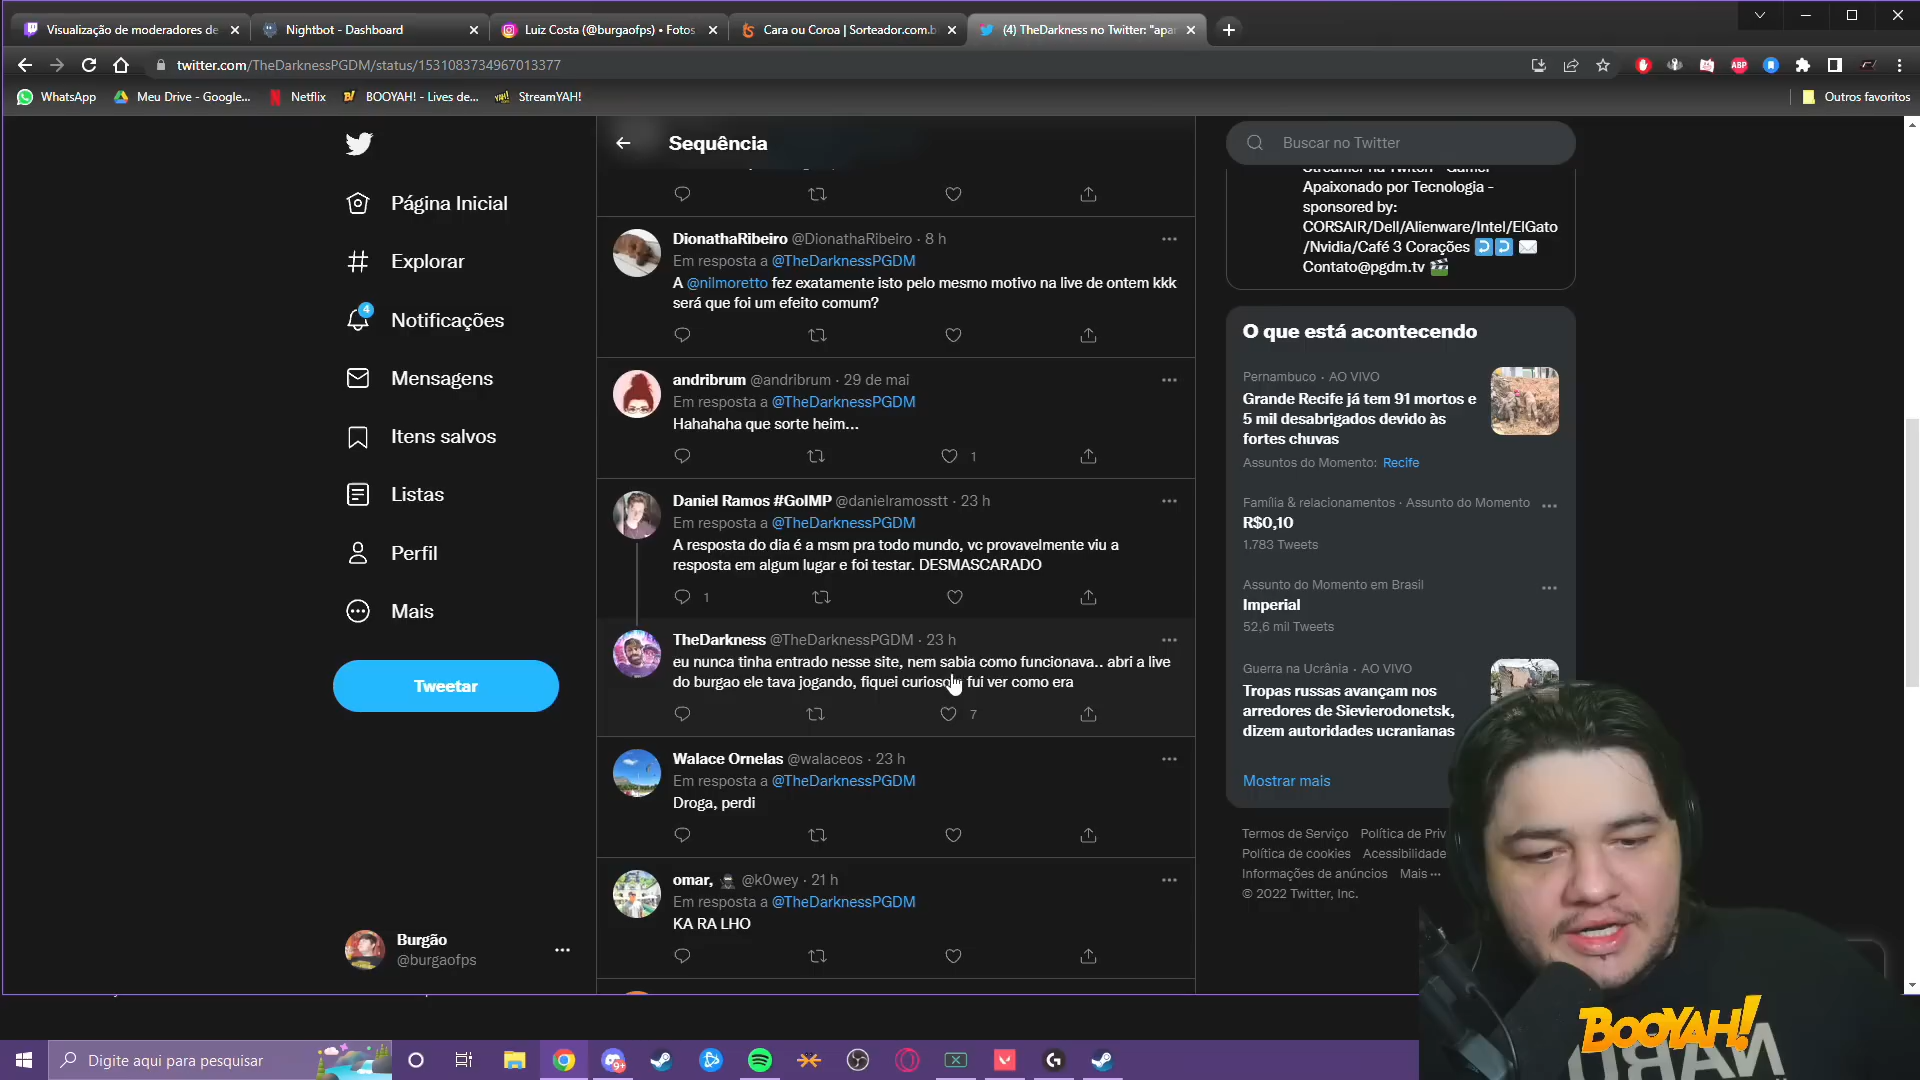 Visualização de moderadores de
Nightbot - Dashboard
Luiz Costa (@burgaofps) • Fotos
Cara ou Coroa | Sorteador.com.b
(4) TheDarkness no Twitter: "apa
twitter.com/TheDarknessPGDM/status/1531083734967013377
WhatsApp
Meu Drive - Google...
Netflix
BOOYAH! - Lives de...
StreamYAH!
Outros favoritos
Página Inicial
Explorar
4
Notificações
Mensagens
Itens salvos
Listas
Perfil
Mais
Tweetar
Burgão
@burgaofps
Sequência
DionathaRibeiro @DionathaRibeiro · 8 h
Em resposta a @TheDarknessPGDM
A @nilmoretto fez exatamente isto pelo mesmo motivo na live de ontem kkk
será que foi um efeito comum?
andribrum @andribrum · 29 de mai
Em resposta a @TheDarknessPGDM
Hahahaha que sorte heim...
1
Daniel Ramos #GoIMP @danielramosstt · 23 h
Em resposta a @TheDarknessPGDM
A resposta do dia é a msm pra todo mundo, vc provavelmente viu a
resposta em algum lugar e foi testar. DESMASCARADO
1
TheDarkness @TheDarknessPGDM · 23 h
eu nunca tinha entrado nesse site, nem sabia como funcionava.. abri a live
do burgao ele tava jogando, fiquei curioso fui ver como era
7
Walace Ornelas @walaceos · 23 h
Em resposta a @TheDarknessPGDM
Droga, perdi
omar, @k0wey · 21 h
Em resposta a @TheDarknessPGDM
KA RA LHO
Buscar no Twitter
Streamer na Twitch - Gamer
Apaixonado por Tecnologia -
sponsored by:
CORSAIR/Dell/Alienware/Intel/ElGato
/Nvidia/Café 3 Corações
Contato@pgdm.tv
O que está acontecendo
Pernambuco · AO VIVO
Grande Recife já tem 91 mortos e
5 mil desabrigados devido às
fortes chuvas
Assuntos do Momento: Recife
Família & relacionamentos · Assunto do Momento
R$0,10
1.783 Tweets
Assunto do Momento em Brasil
Imperial
52,6 mil Tweets
Guerra na Ucrânia · AO VIVO
Tropas russas avançam nos
arredores de Sievierodonetsk,
dizem autoridades ucranianas
Mostrar mais
Termos de Serviço Política de Priv
Política de cookies Acessibilidade
Informações de anúncios Mais ···
© 2022 Twitter, Inc.
BOOYAH!
Digite aqui para pesquisar
9+
ABP